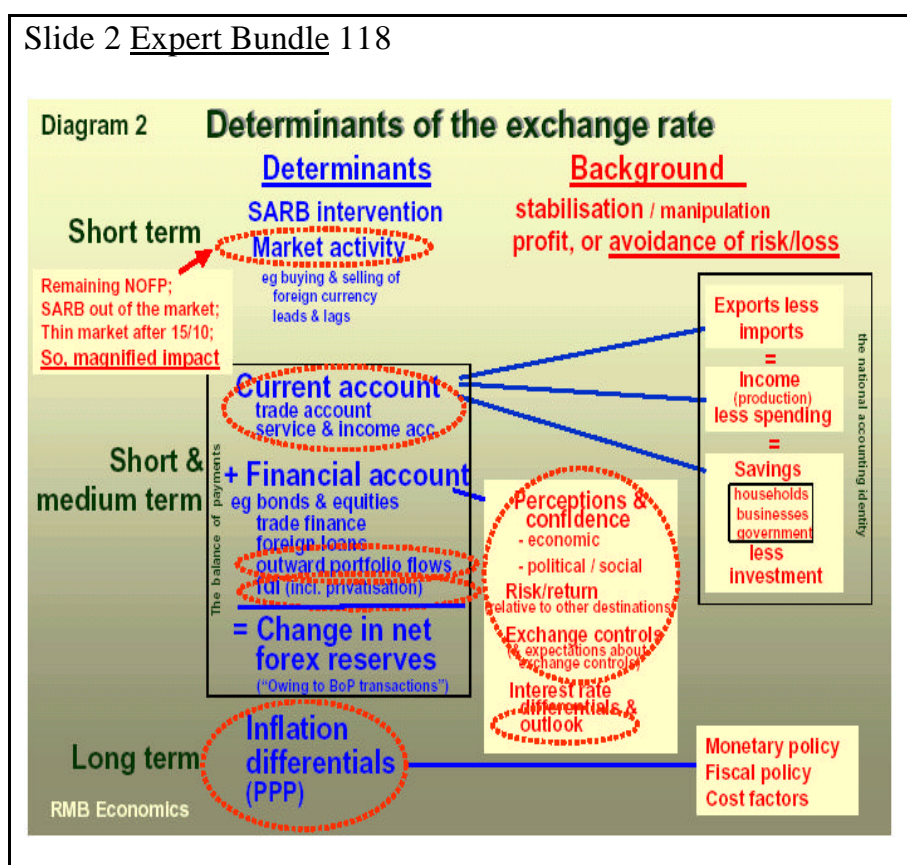 Slide 2 Expert Bundle 118
Diagram 2
Determinants of the exchange rate
Determinants
Background
Short term
SARB intervention
stabilisation / manipulation
Market activity
profit, or avoidance of risk/loss
eg buying & selling of
foreign currency
leads & lags
Remaining NOFP;
SARB out of the market;
Thin market after 15/10;
So, magnified impact
Exports less
imports
=
Income
(production)
less spending
=
Savings
households
businesses
government
less
investment
the national accounting identity
Short &
medium term
The balance of payments
Current account
trade account
service & income acc
+ Financial account
eg bonds & equities
trade finance
foreign loans
outward portfolio flows
fdi (incl. privatisation)
= Change in net
forex reserves
("Owing to BoP transactions")
Perceptions &
confidence
- economic
- political / social
Risk/return
(relative to other destinations)
Exchange controls
(& expectations about
exchange controls)
Interest rate
differentials &
outlook
Long term
Inflation
differentials
(PPP)
Monetary policy
Fiscal policy
Cost factors
RMB Economics